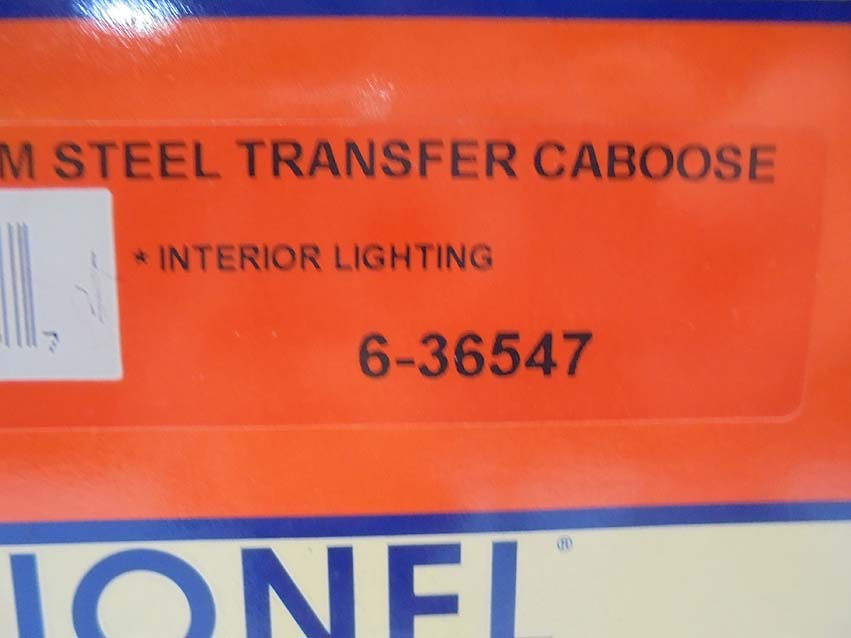 M STEEL TRANSFER CABOOSE
* INTERIOR LIGHTING
6-36547
IONEL ®